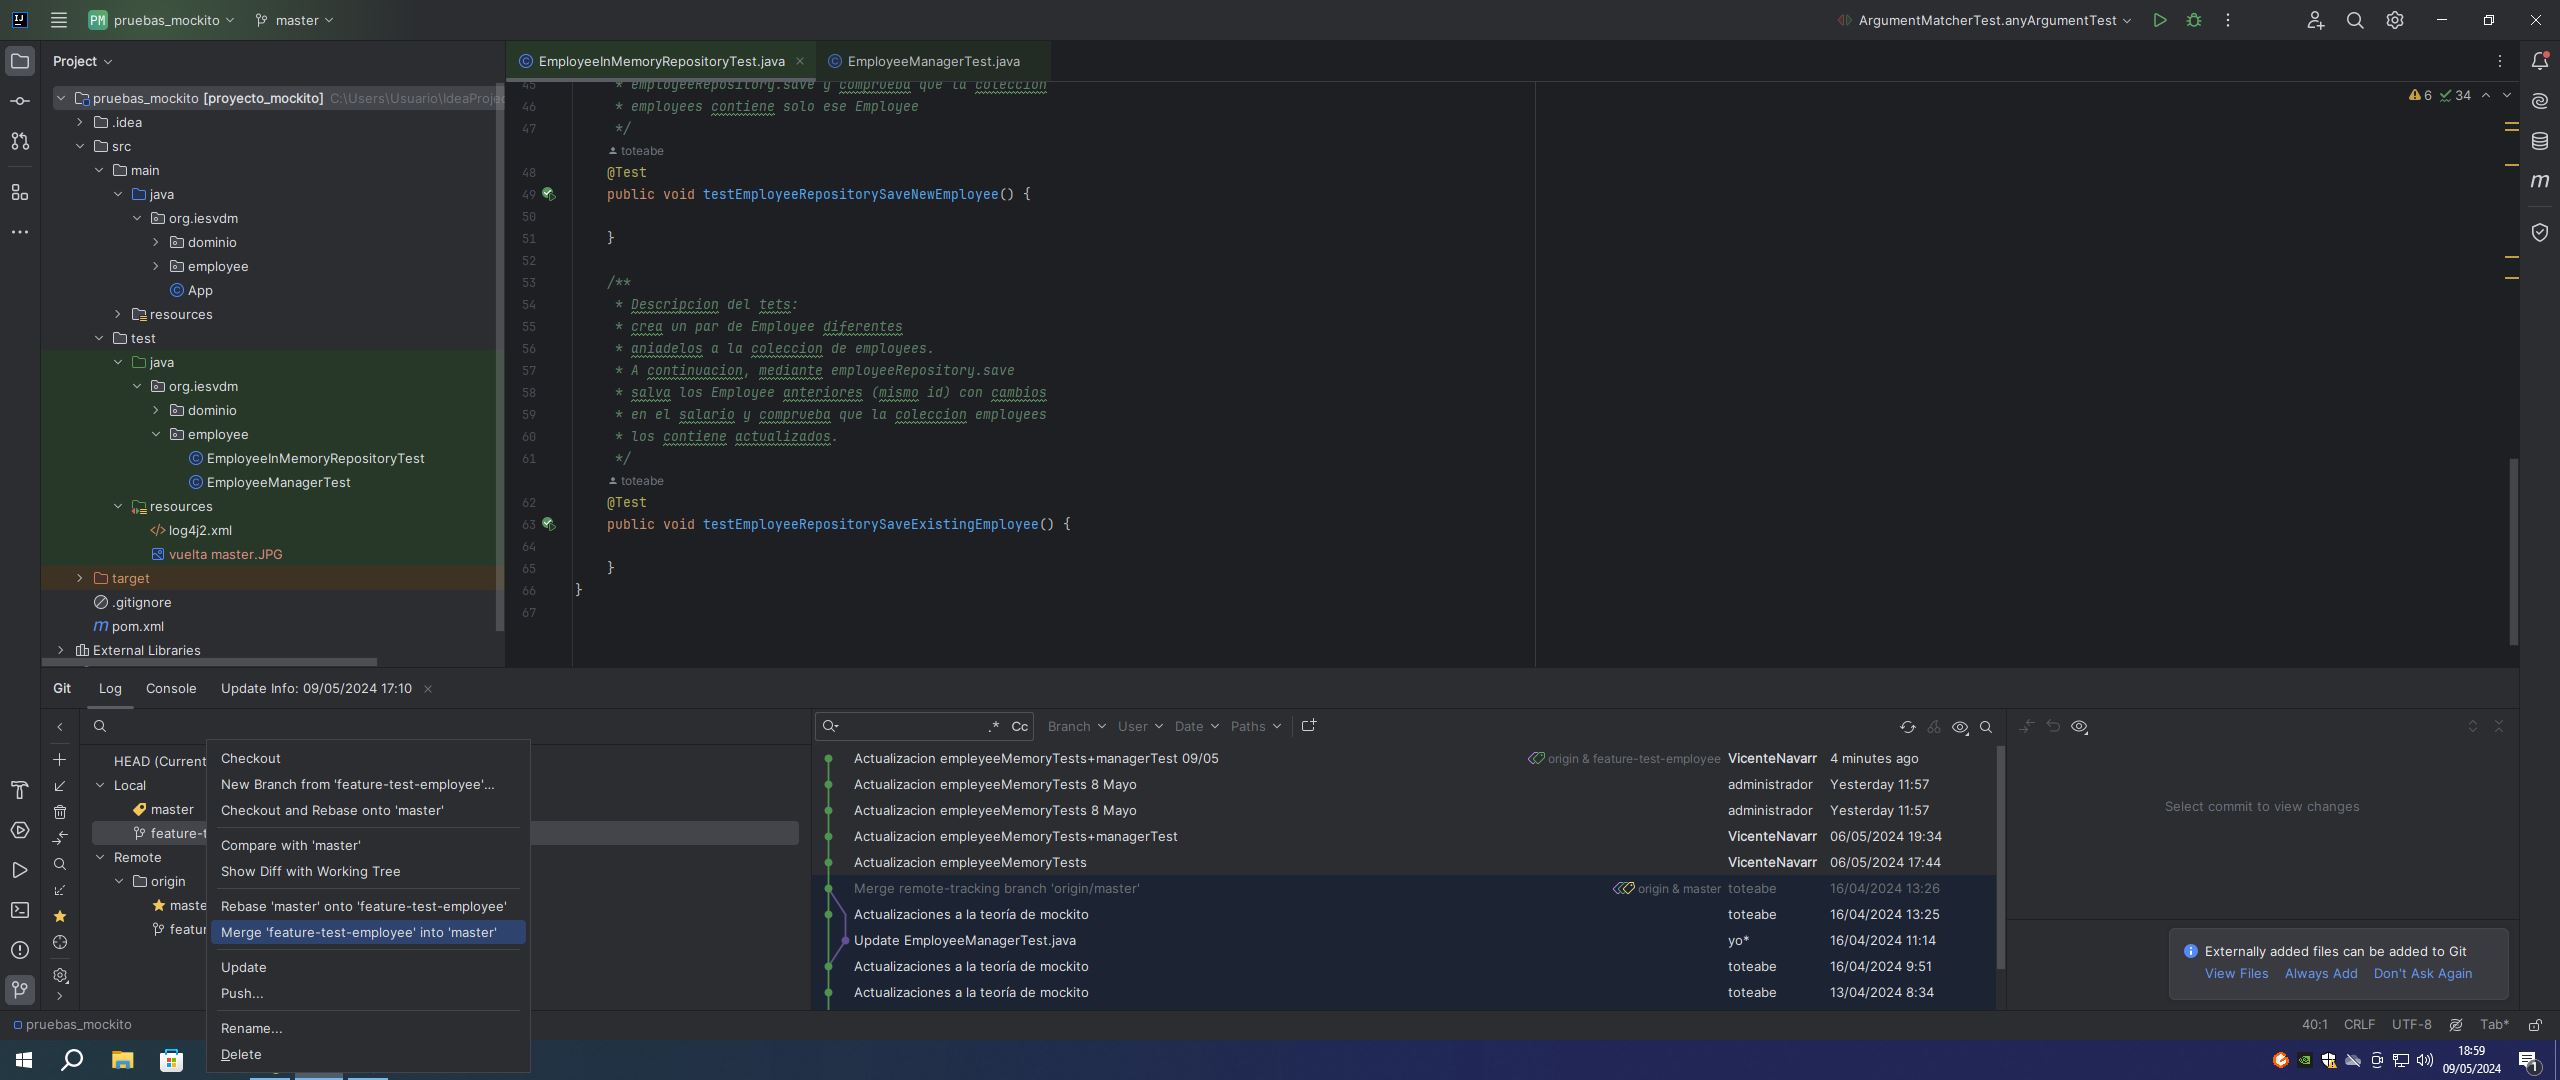 PM pruebas_mockito master ArgumentMatcherTest.anyArgumentTest
Project
EmployeeInMemoryRepositoryTest.java
EmployeeManagerTest.java
pruebas_mockito [proyecto_mockito] C:\Users\Usuario\IdeaProjec
.idea
src
main
java
org.iesvdm
dominio
employee
App
resources
test
java
org.iesvdm
dominio
employee
EmployeeInMemoryRepositoryTest
EmployeeManagerTest
resources
log4j2.xml
vuelta master.JPG
target
.gitignore
pom.xml
External Libraries
6 34
45 * employeeRepository.save y comprueba que la coleccion
46 * employees contiene solo ese Employee
47 */
toteabe
48 @Test
49 public void testEmployeeRepositorySaveNewEmployee() {
50
51 }
52
53 /**
54 * Descripcion del tets:
55 * crea un par de Employee diferentes
56 * aniadelos a la coleccion de employees.
57 * A continuacion, mediante employeeRepository.save
58 * salva los Employee anteriores (mismo id) con cambios
59 * en el salario y comprueba que la coleccion employees
60 * los contiene actualizados.
61 */
toteabe
62 @Test
63 public void testEmployeeRepositorySaveExistingEmployee() {
64
65 }
66 }
67
Git Log Console Update Info: 09/05/2024 17:10
HEAD (Current
Local
master
feature-t
Remote
origin
maste
featur
Checkout
New Branch from 'feature-test-employee'...
Checkout and Rebase onto 'master'
Compare with 'master'
Show Diff with Working Tree
Rebase 'master' onto 'feature-test-employee'
Merge 'feature-test-employee' into 'master'
Update
Push...
Rename...
Delete
.* Cc Branch User Date Paths
Actualizacion empleyeeMemoryTests+managerTest 09/05 origin & feature-test-employee VicenteNavarr 4 minutes ago
Actualizacion empleyeeMemoryTests 8 Mayo administrador Yesterday 11:57
Actualizacion empleyeeMemoryTests 8 Mayo administrador Yesterday 11:57
Actualizacion empleyeeMemoryTests+managerTest VicenteNavarr 06/05/2024 19:34
Actualizacion empleyeeMemoryTests VicenteNavarr 06/05/2024 17:44
Merge remote-tracking branch 'origin/master' origin & master toteabe 16/04/2024 13:26
Actualizaciones a la teoría de mockito toteabe 16/04/2024 13:25
Update EmployeeManagerTest.java yo* 16/04/2024 11:14
Actualizaciones a la teoría de mockito toteabe 16/04/2024 9:51
Actualizaciones a la teoría de mockito toteabe 13/04/2024 8:34
Select commit to view changes
Externally added files can be added to Git
View Files Always Add Don't Ask Again
pruebas_mockito
40:1 CRLF UTF-8 Tab*
18:59
09/05/2024
1